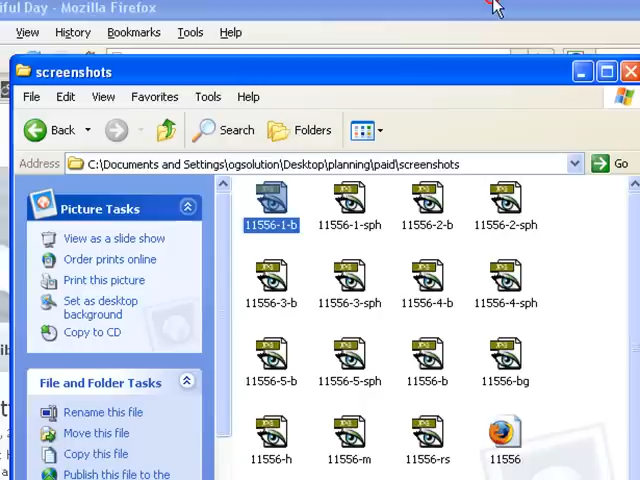 iful Day - Mozilla Firefox
View History Bookmarks Tools Help
screenshots
File Edit View Favorites Tools Help
Back Search Folders
Address C:\Documents and Settings\ogsolution\Desktop\planning\paid\screenshots Go
Picture Tasks
View as a slide show
Order prints online
Print this picture
Set as desktop
background
Copy to CD
File and Folder Tasks
Rename this file
Move this file
Copy this file
Publish this file to the
11556-1-b 11556-1-sph 11556-2-b 11556-2-sph
11556-3-b 11556-3-sph 11556-4-b 11556-4-sph
11556-5-b 11556-5-sph 11556-b 11556-bg
11556-h 11556-m 11556-rs 11556